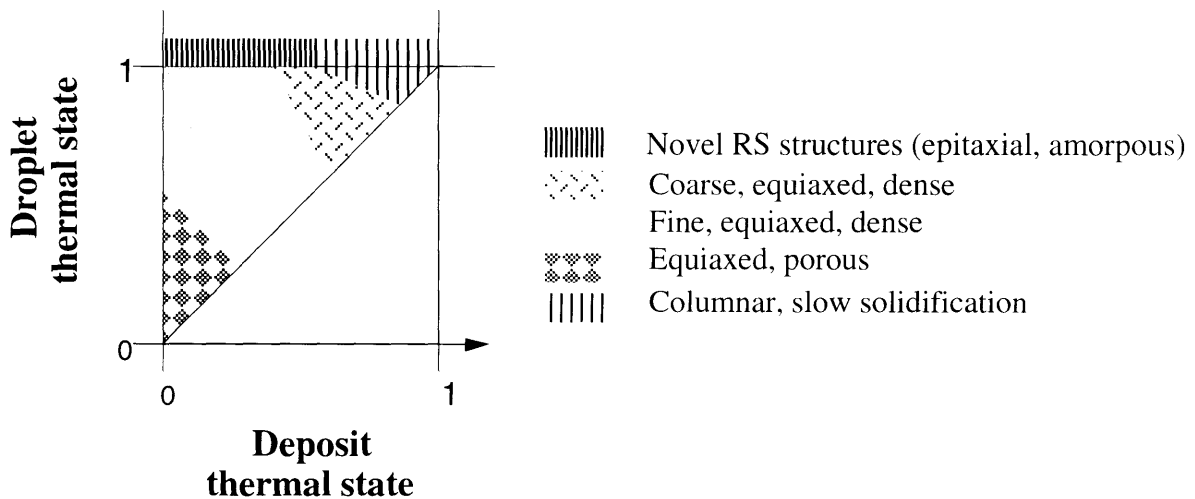 1
Droplet
thermal state
0
0
1
Deposit
thermal state
Novel RS structures (epitaxial, amorpous)
Coarse, equiaxed, dense
Fine, equiaxed, dense
Equiaxed, porous
Columnar, slow solidification